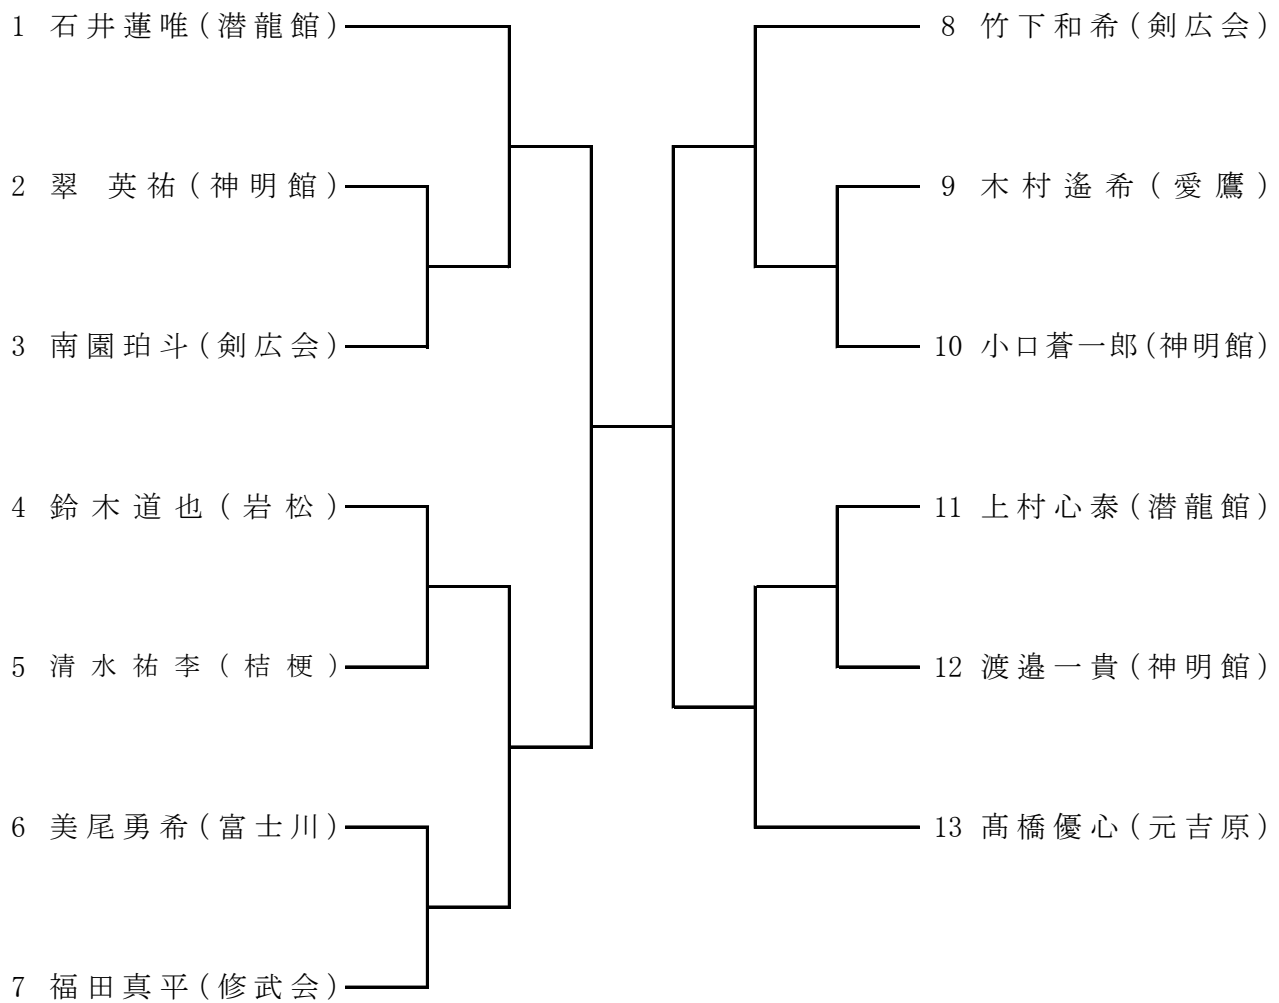 1 石井蓮唯(潜龍館)
2 翠 英祐(神明館)
3 南園珀斗(剣広会)
4 鈴木道也(岩松)
5 清水祐李(桔梗)
6 美尾勇希(富士川)
7 福田真平(修武会)
8 竹下和希(剣広会)
9 木村遙希(愛鷹)
10 小口蒼一郎(神明館)
11 上村心泰(潜龍館)
12 渡邉一貴(神明館)
13 髙橋優心(元吉原)